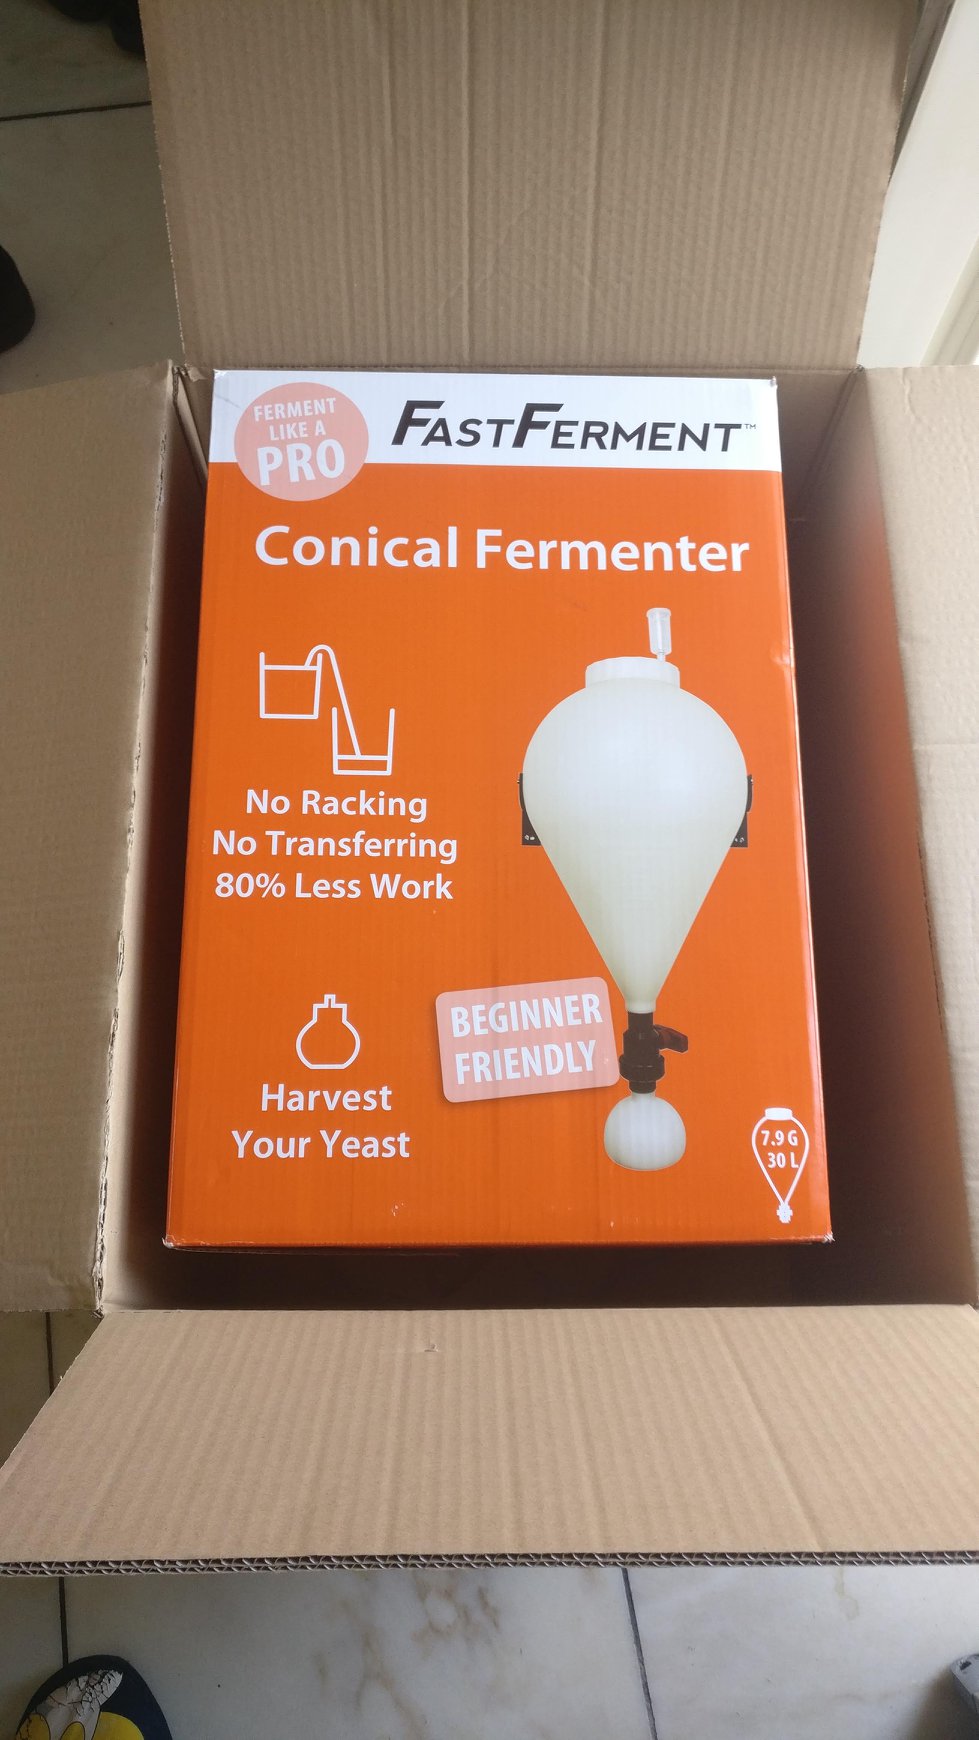 FERMENT
LIKE A
PRO
FASTFERMENT™
Conical Fermenter
No Racking
No Transferring
80% Less Work
BEGINNER
FRIENDLY
Harvest
Your Yeast
7.9 G
30 L